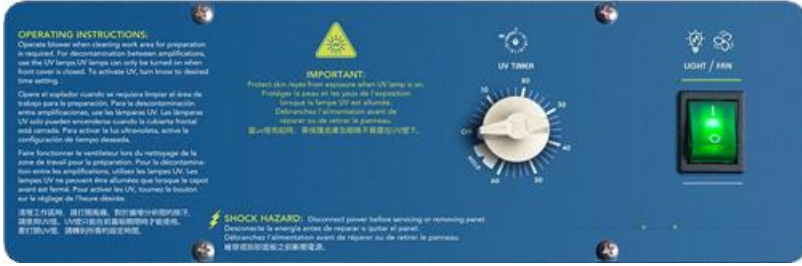 OPERATING INSTRUCTIONS:
Operate blower when cleaning work area for preparation
is required. For decontamination between amplifications,
use the UV lamps.UV lamps can only be turned on when
front cover is closed. To activate UV, turn know to desired
time setting.
Opere el soplador cuando se requiera limpiar el área de
trabajo para la preparación. Para la descontaminación
entre amplificaciones, use las lámparas UV. Las lámparas
UV solo pueden encenderse cuando la cubierta frontal
está cerrada. Para activar la luz ultravioleta, active la
configuración de tiempo deseada.
Faire fonctionner le ventilateur lors du nettoyage de la
zone de travail pour la préparation. Pour la décontamina-
tion entre les amplifications, utilisez les lampes UV. Les
lampes UV ne peuvent être allumées que lorsque le capot
avant est fermé. Pour activer les UV, tournez le bouton
sur le réglage de l'heure désirée.
IMPORTANT:
Protect skin /eyes from exposure when UV lamp is on.
Protéger la peau et les yeux de l'exposition
lorsque la lampe UV est allumée.
Débranchez l'alimentation avant de
réparer ou de retirer le panneau.
SHOCK HAZARD: Disconnect power before servicing or removing panel.
Desconecte la energía antes de reparar o quitar el panel.
Débranchez l'alimentation avant de réparer ou de retirer le panneau.
UV TIMER
OFF
10
20
30
40
50
60
HOLD
LIGHT / FAN